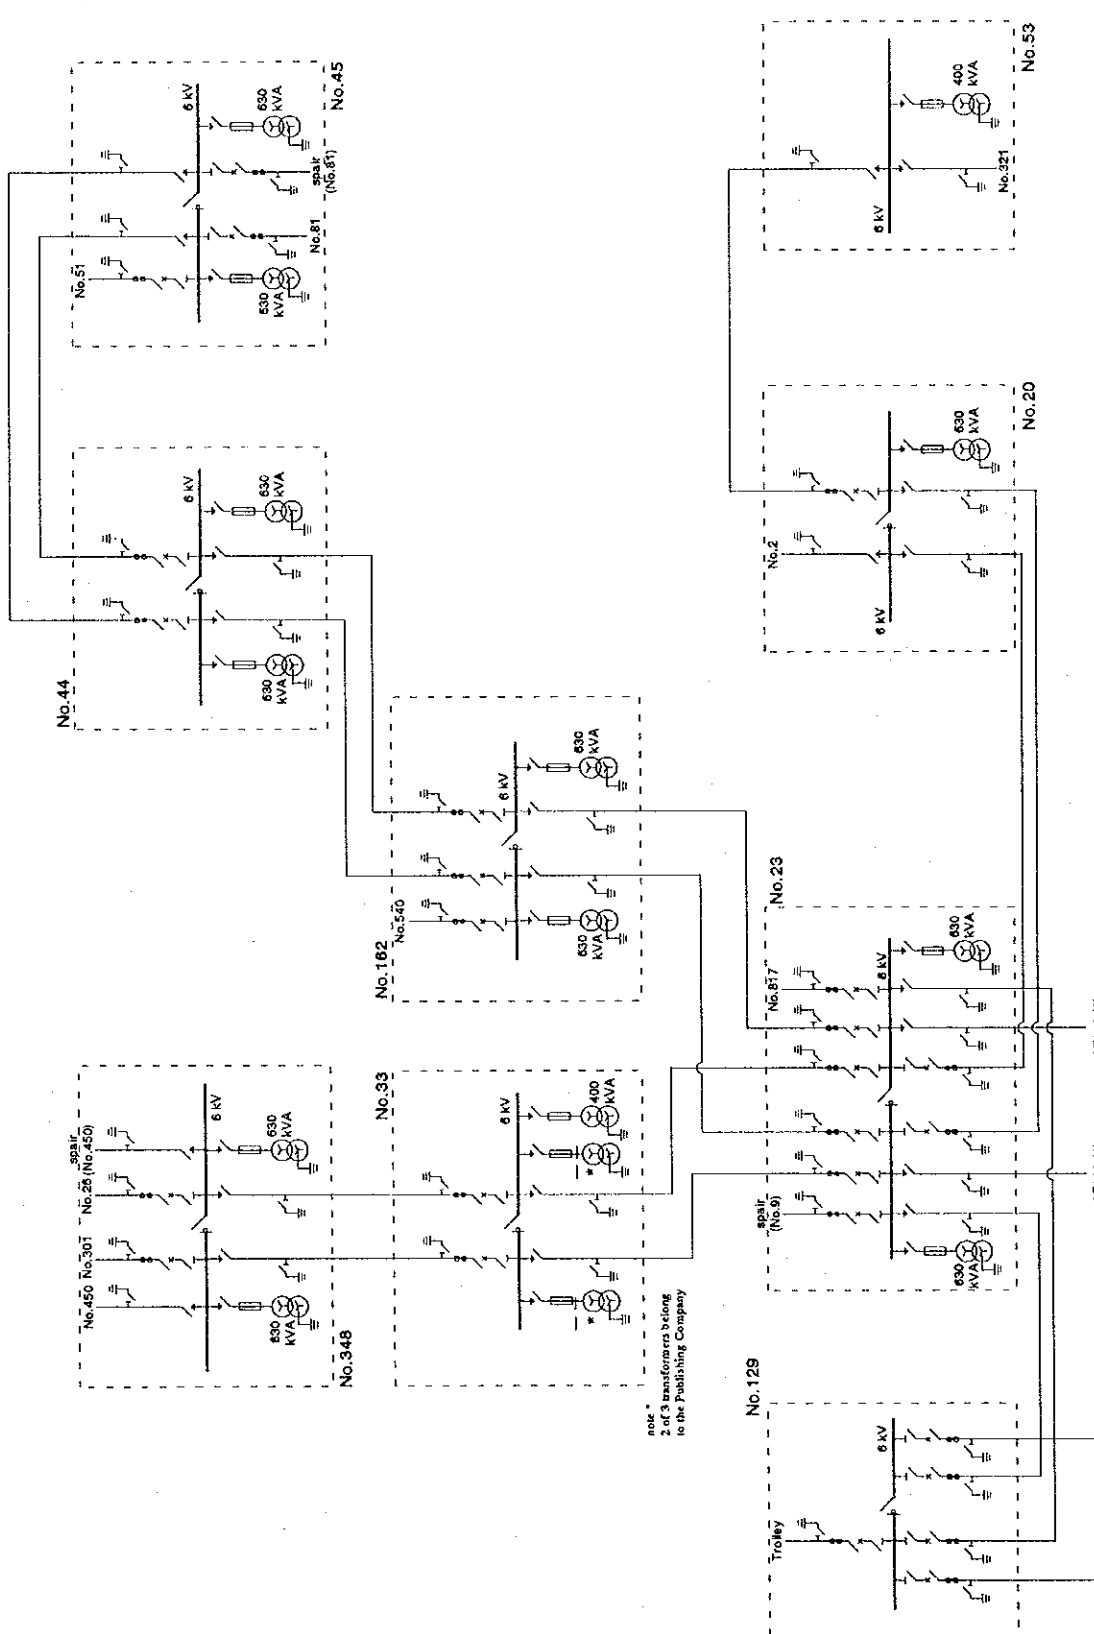 No.45
6 kV
630
kVA
spair
(No.81)
No.81
No.51
630
kVA
No.53
400
kVA
6 kV
No.321
No.44
6 kV
630
kVA
630
kVA
No.20
630
kVA
No.2
6 kV
No.162
6 kV
630
kVA
No.540
630
kVA
No.23
No.817
6 kV
630
kVA
spair
(No.9)
630
kVA
No.348
spair
No.26 (No.450)
No.301
No.450
6 kV
630
kVA
630
kVA
No.33
6 kV
400
kVA
*
*
note *
2 of 3 transformers belong
to the Publishing Company
No.129
6 kV
Trolley